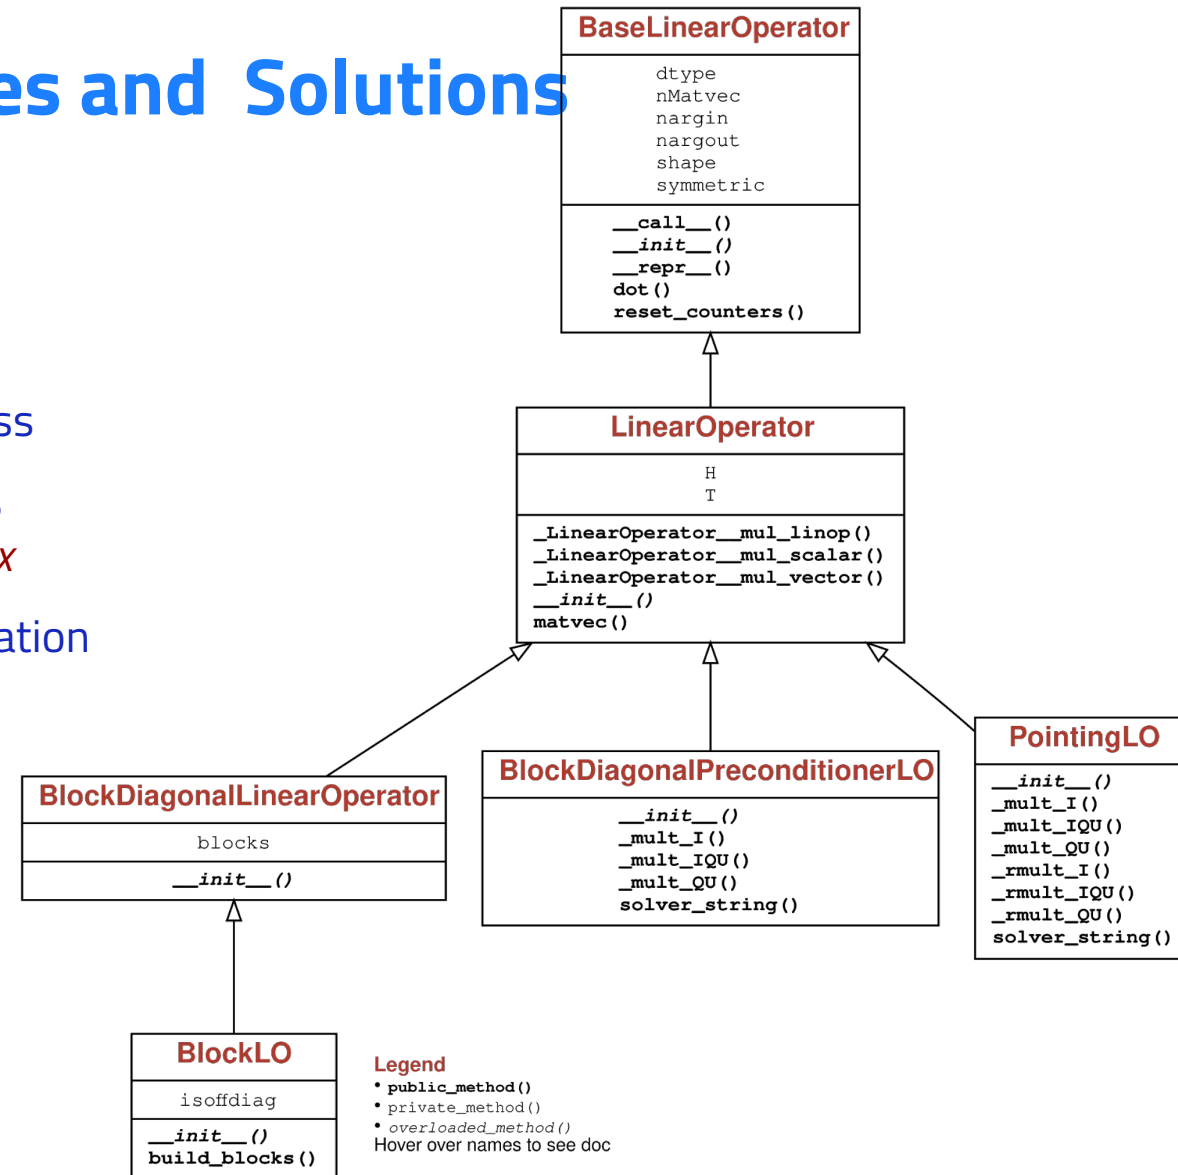 es and Solutions
ss
x
ation
BaseLinearOperator
dtype
nMatvec
nargin
nargout
shape
symmetric
__call__()
__init__()
__repr__()
dot()
reset_counters()
LinearOperator
H
T
_LinearOperator__mul_linop()
_LinearOperator__mul_scalar()
_LinearOperator__mul_vector()
__init__()
matvec()
BlockDiagonalLinearOperator
blocks
__init__()
BlockDiagonalPreconditionerLO
__init__()
_mult_I()
_mult_IQU()
_mult_QU()
solver_string()
PointingLO
__init__()
_mult_I()
_mult_IQU()
_mult_QU()
_rmult_I()
_rmult_IQU()
_rmult_QU()
solver_string()
BlockLO
isoffdiag
__init__()
build_blocks()
Legend
• public_method()
• private_method()
• overloaded_method()
Hover over names to see doc